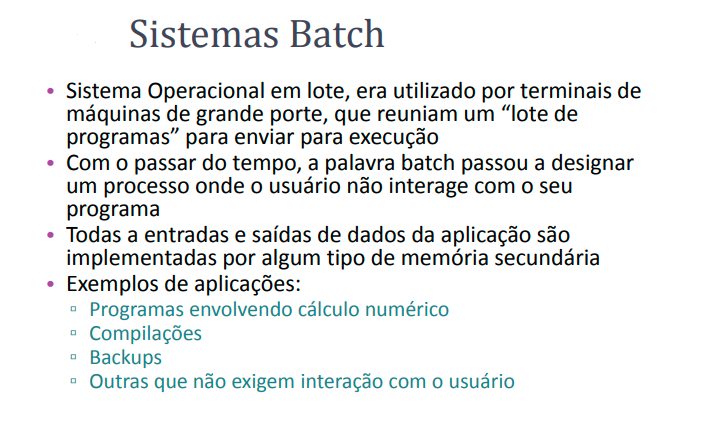 Sistemas Batch
• Sistema Operacional em lote, era utilizado por terminais de
máquinas de grande porte, que reuniam um “lote de
programas” para enviar para execução
• Com o passar do tempo, a palavra batch passou a designar
um processo onde o usuário não interage com o seu
programa
• Todas a entradas e saídas de dados da aplicação são
implementadas por algum tipo de memória secundária
• Exemplos de aplicações:
▫ Programas envolvendo cálculo numérico
▫ Compilações
▫ Backups
▫ Outras que não exigem interação com o usuário